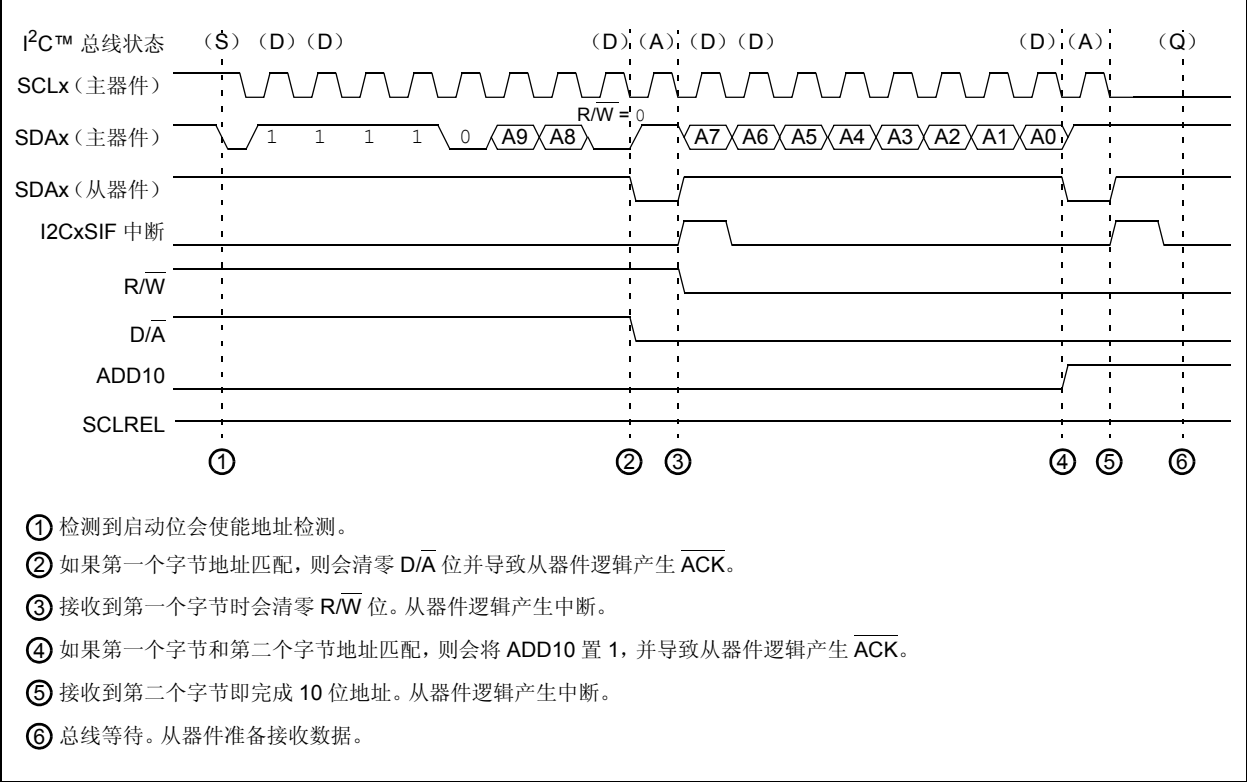 I²C™ 总线状态 （S）（D）（D） （D）（A）（D）（D） （D）（A） （Q）
SCLx（主器件）
R/W̅ = 0
SDAx（主器件） 1 1 1 1 0 A9 A8 A7 A6 A5 A4 A3 A2 A1 A0
SDAx（从器件）
I2CxSIF 中断
R/W̅
D/A̅
ADD10
SCLREL
① ② ③ ④ ⑤ ⑥
① 检测到启动位会使能地址检测。
② 如果第一个字节地址匹配，则会清零 D/A̅ 位并导致从器件逻辑产生 A̅C̅K̅。
③ 接收到第一个字节时会清零 R/W̅ 位。从器件逻辑产生中断。
④ 如果第一个字节和第二个字节地址匹配，则会将 ADD10 置 1，并导致从器件逻辑产生 A̅C̅K̅。
⑤ 接收到第二个字节即完成 10 位地址。从器件逻辑产生中断。
⑥ 总线等待。从器件准备接收数据。